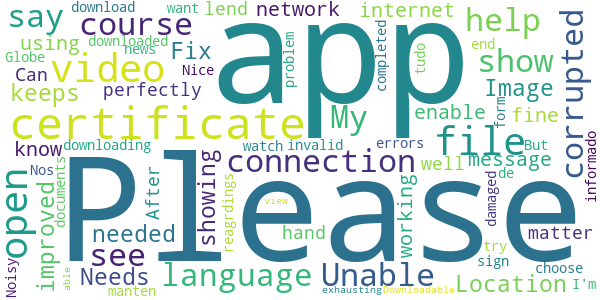 say download course lend want network internet help
using downloaded news app problem completed tudo end show corrupted
Globe Fix Nice
Can video
keeps perfectly Image form
certificate My enable fine
know downloading connection watch invalid file errors But message informado
Nos
open improved documents After showing reagrdings well working de damaged matter
Please
needed view hand try
see sign choose
Noisy Needs language Unable Location I'm
able manten exhausting Downloadable